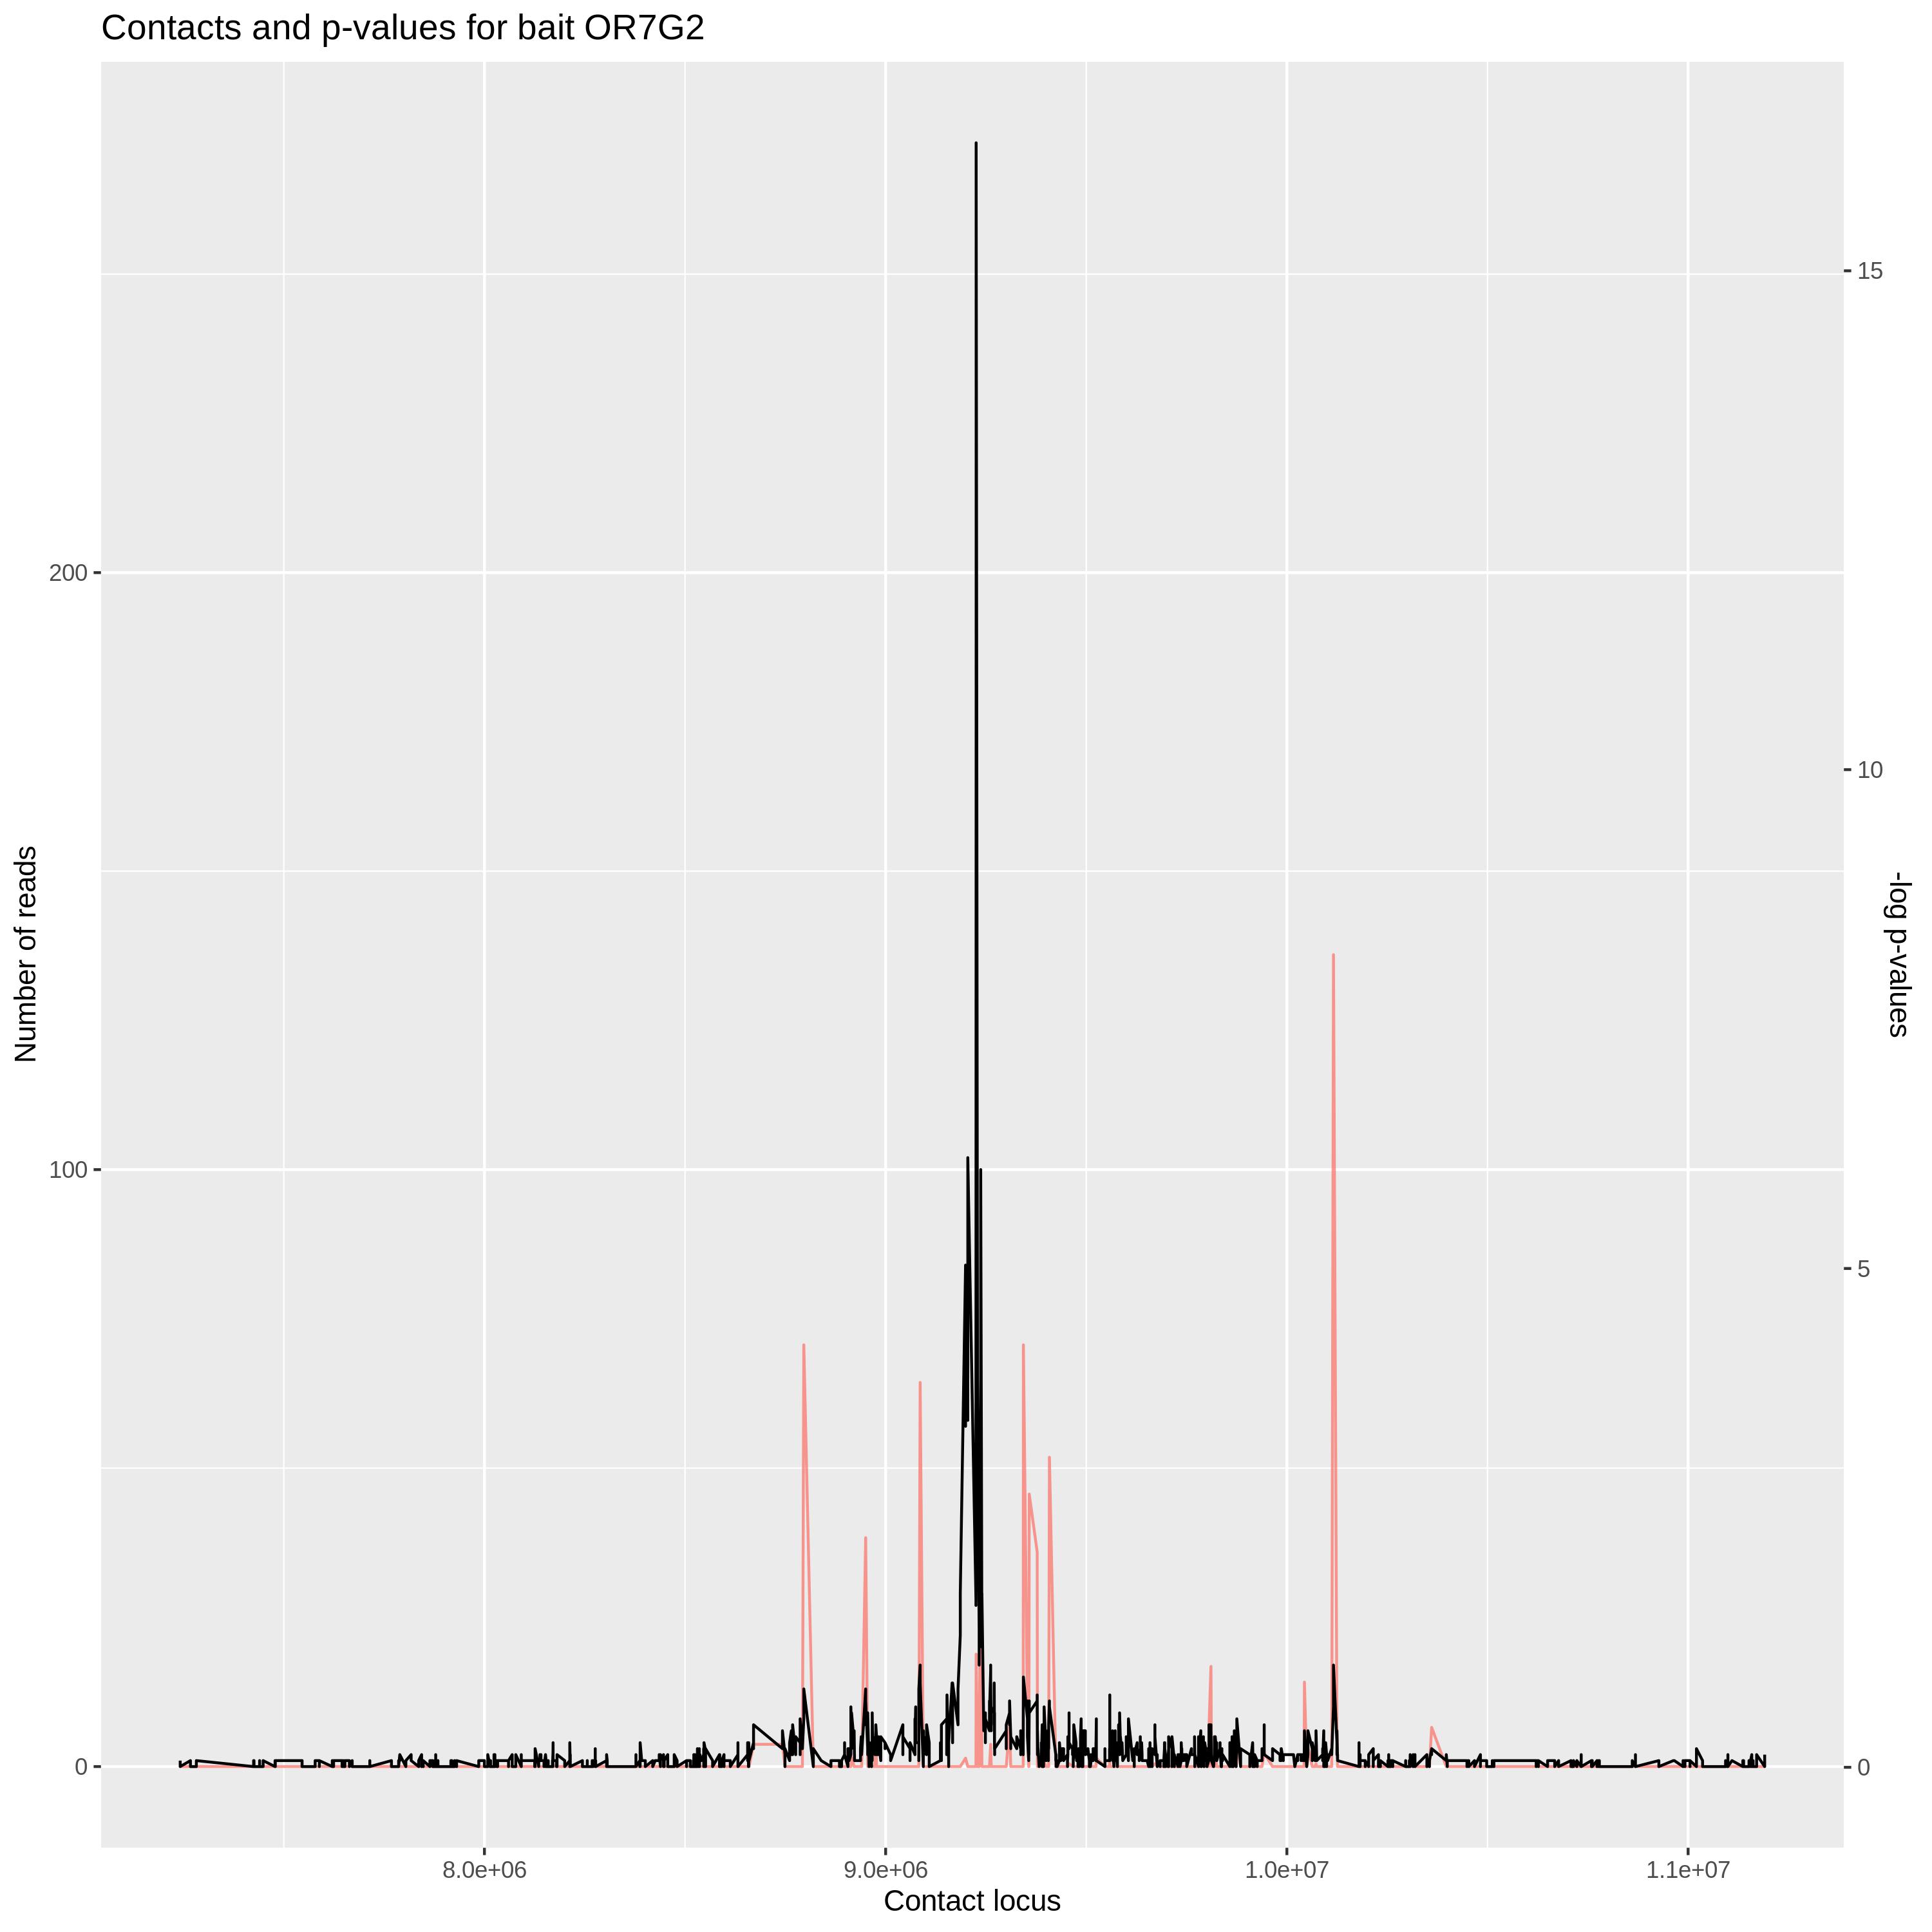 Contacts and p-values for bait OR7G2
Number of reads
200
100
0
15
10
5
0
-log p-values
8.0e+06
9.0e+06
1.0e+07
1.1e+07
Contact locus